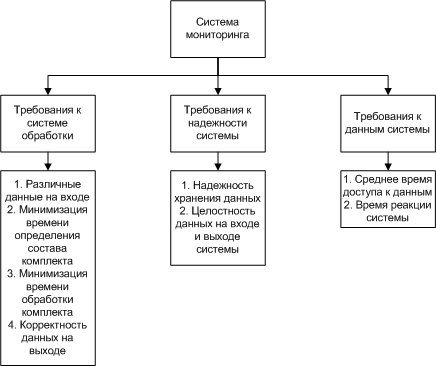 Система
мониторинга
Требования к
системе
обработки
Требования к
надежности
системы
Требования к
данным системы
1. Различные
данные на входе
2. Минимизация
времени
определения
состава
комплекта
3. Минимизация
времени
обработки
комплекта
4. Корректность
данных на
выходе
1. Надежность
хранения данных
2. Целостность
данных на входе
и выходе
системы
1. Среднее время
доступа к данным
2. Время реакции
системы